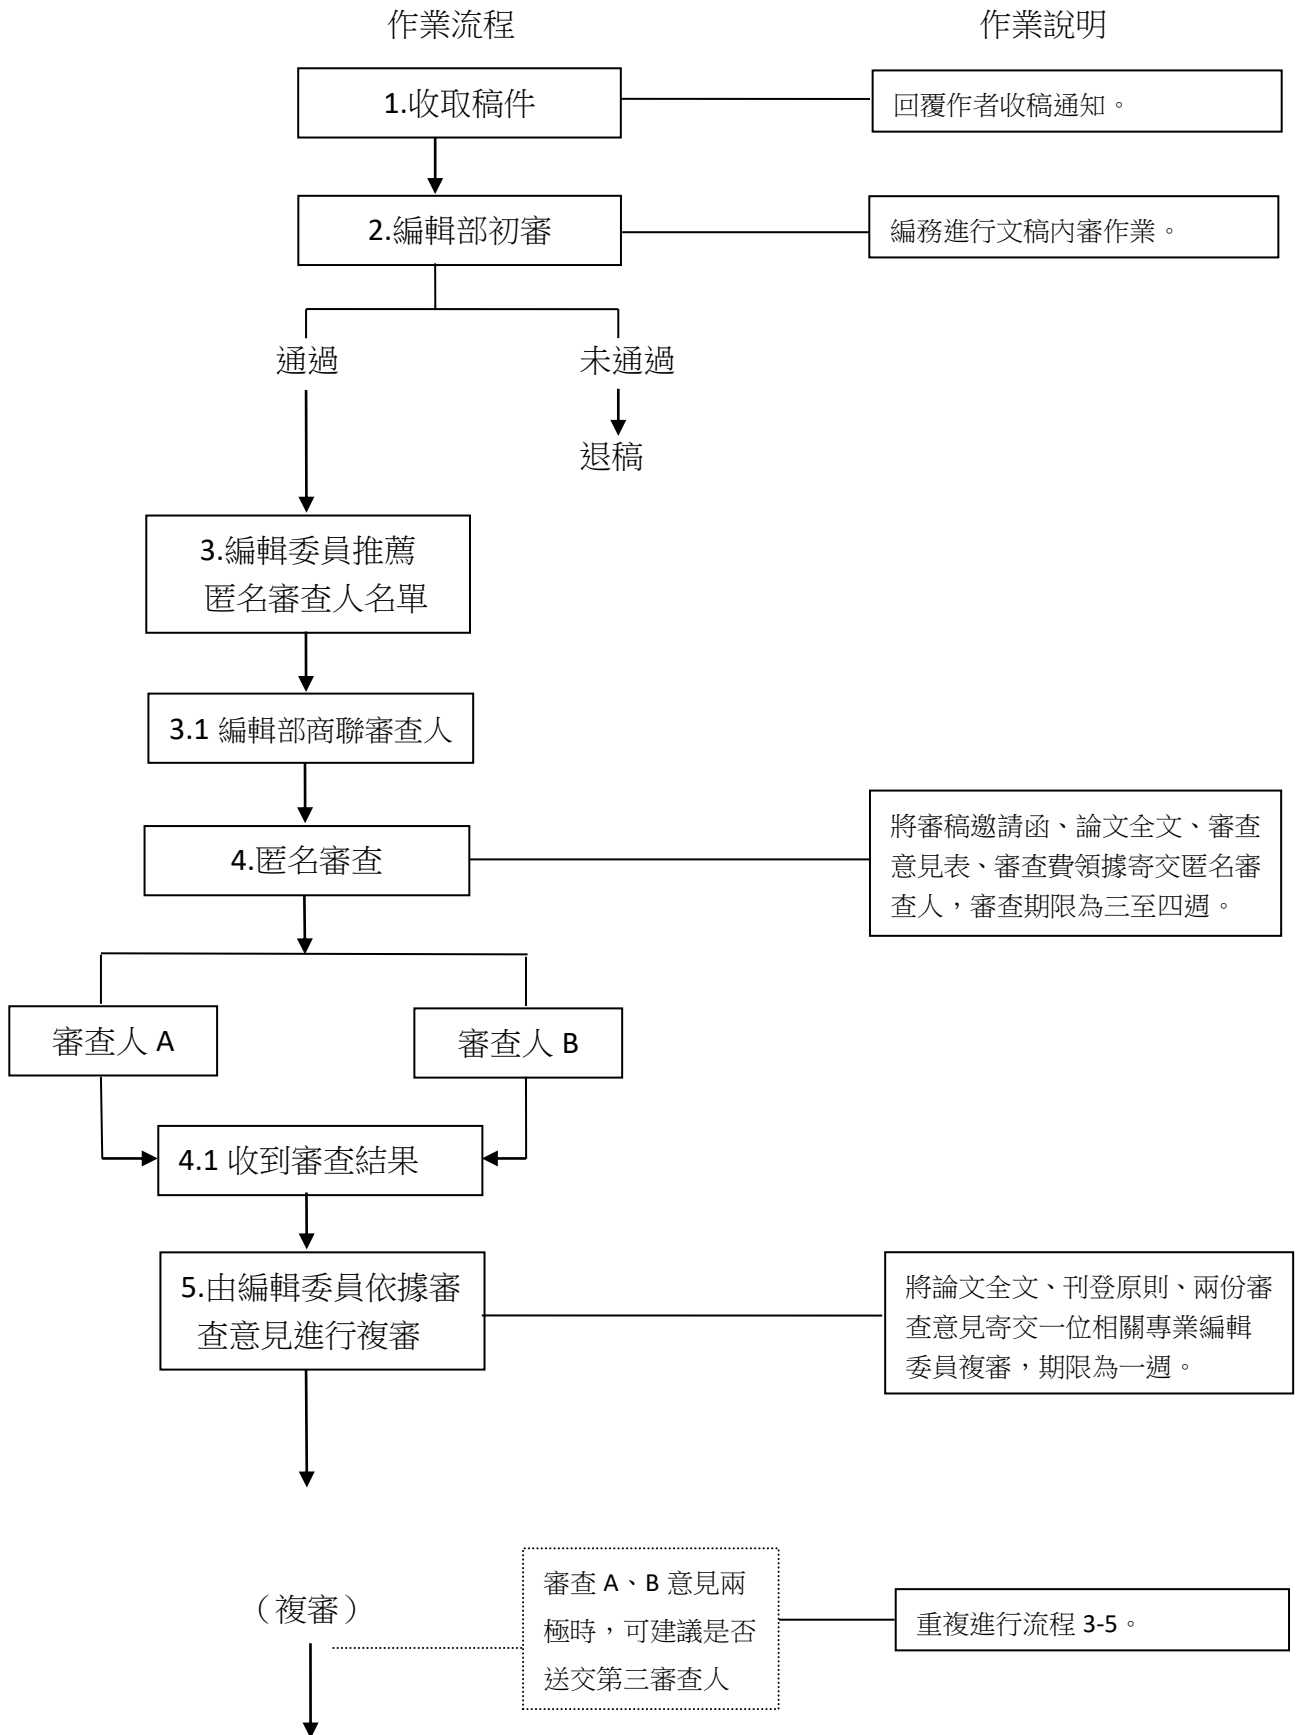 作業流程
作業說明
1.收取稿件
回覆作者收稿通知。
2.編輯部初審
編務進行文稿內審作業。
通過
未通過
退稿
3.編輯委員推薦
匿名審查人名單
3.1 編輯部商聯審查人
4.匿名審查
將審稿邀請函、論文全文、審查
意見表、審查費領據寄交匿名審
查人，審查期限為三至四週。
審查人 A
審查人 B
4.1 收到審查結果
5.由編輯委員依據審
查意見進行複審
將論文全文、刊登原則、兩份審
查意見寄交一位相關專業編輯
委員複審，期限為一週。
（複審）
審查 A、B 意見兩
極時，可建議是否
送交第三審查人
重複進行流程 3-5。